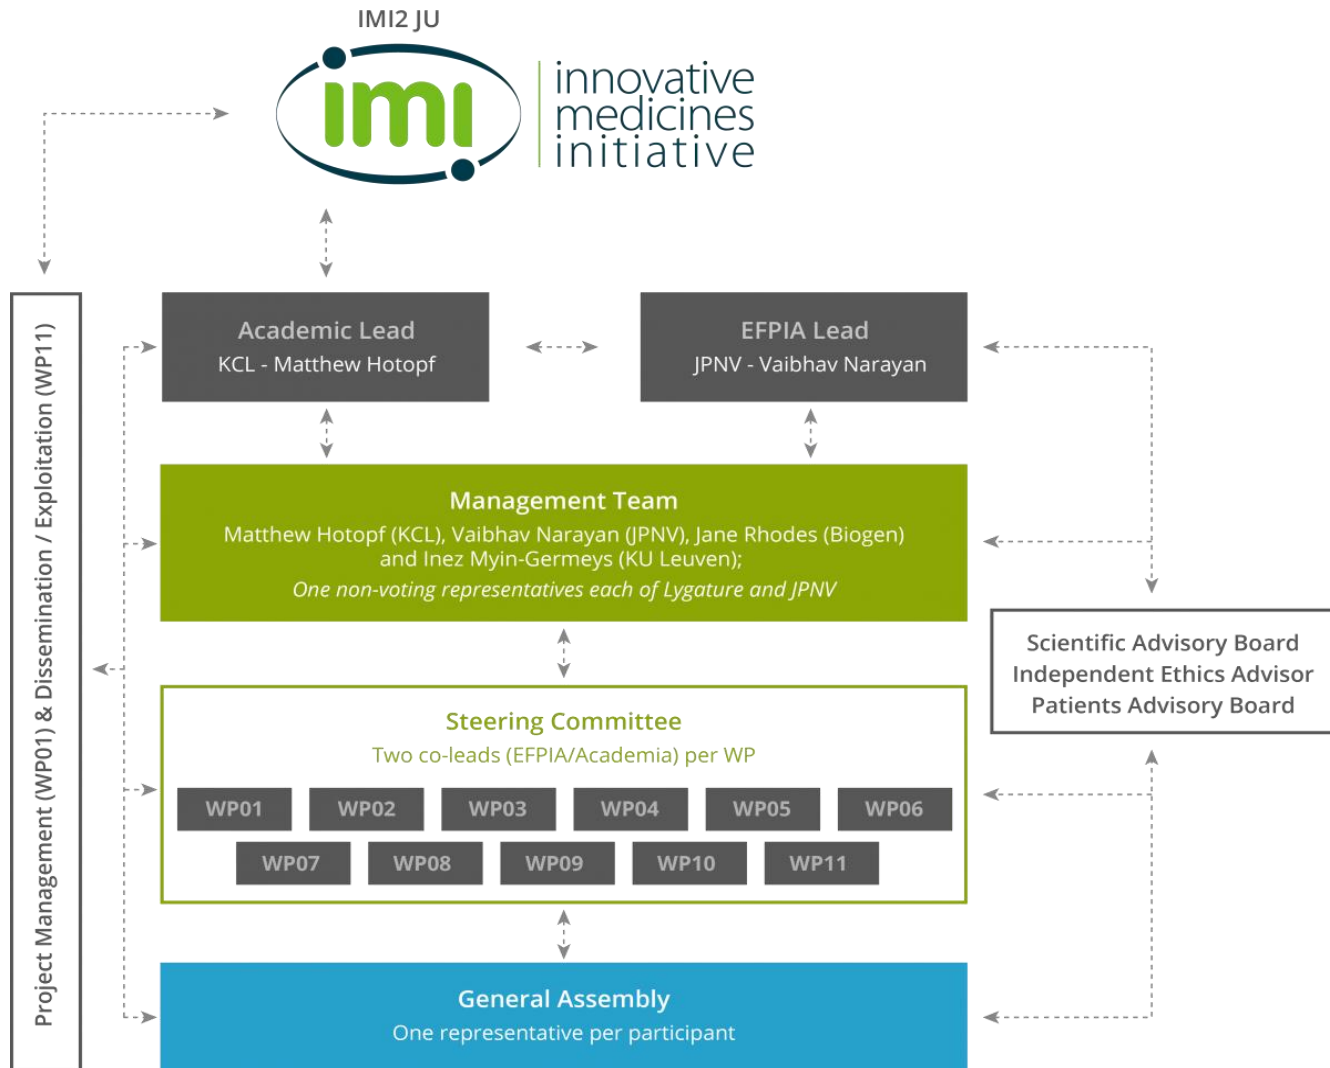 IMI2 JU
imi
innovative
medicines
initiative
Project Management (WP01) & Dissemination / Exploitation (WP11)
Academic Lead
KCL - Matthew Hotopf
EFPIA Lead
JPNV - Vaibhav Narayan
Management Team
Matthew Hotopf (KCL), Vaibhav Narayan (JPNV), Jane Rhodes (Biogen)
and Inez Myin-Germeys (KU Leuven);
One non-voting representatives each of Lygature and JPNV
Scientific Advisory Board
Independent Ethics Advisor
Patients Advisory Board
Steering Committee
Two co-leads (EFPIA/Academia) per WP
WP01 WP02 WP03 WP04 WP05 WP06
WP07 WP08 WP09 WP10 WP11
General Assembly
One representative per participant